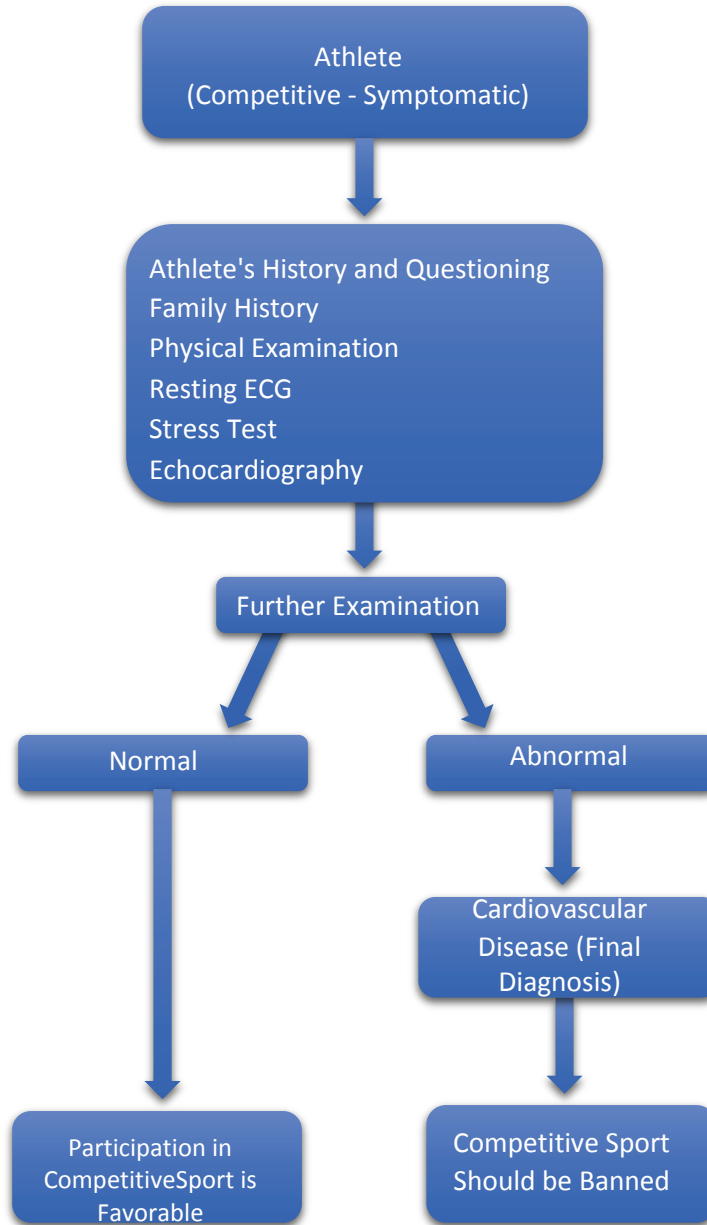 Athlete
(Competitive - Symptomatic)
Athlete's History and Questioning
Family History
Physical Examination
Resting ECG
Stress Test
Echocardiography
Further Examination
Normal
Abnormal
Cardiovascular
Disease (Final
Diagnosis)
Participation in
CompetitiveSport is
Favorable
Competitive Sport
Should be Banned